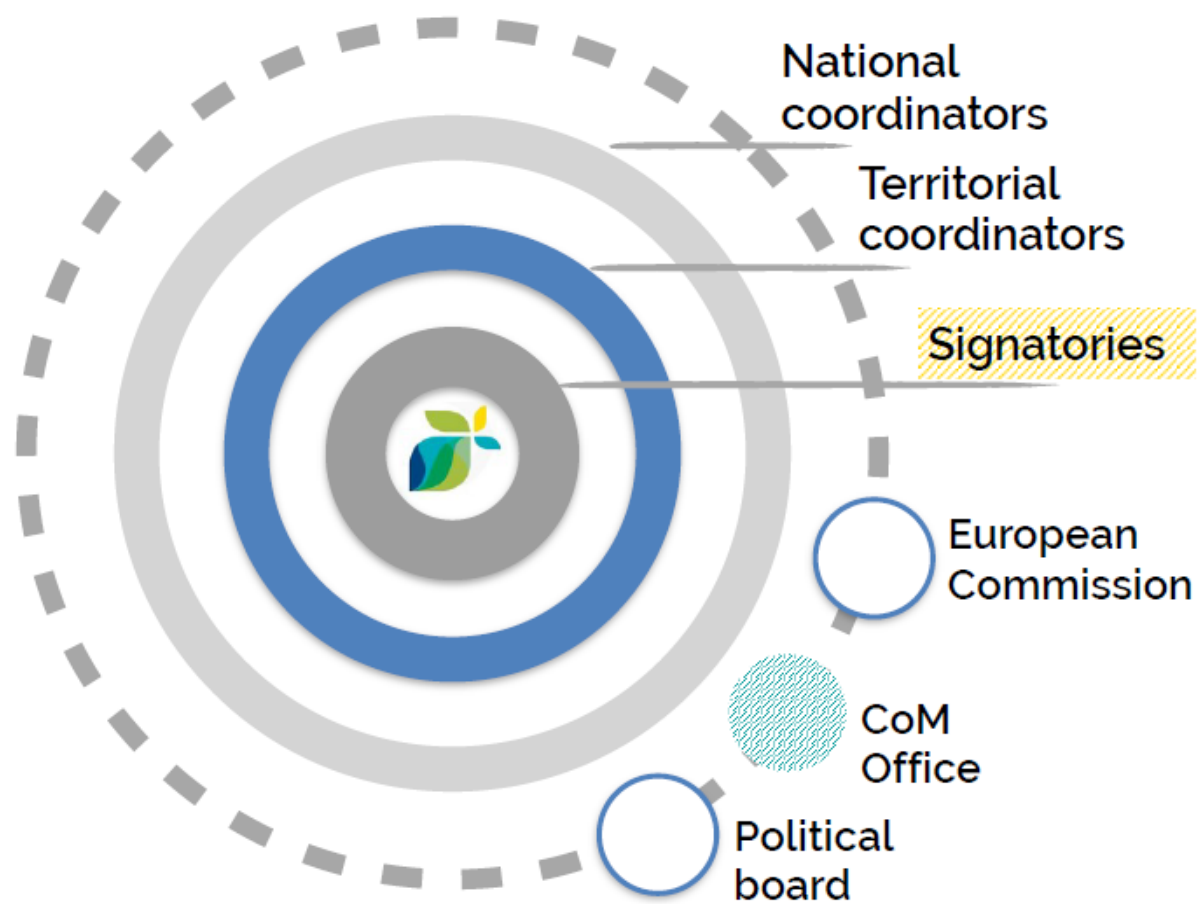 National
coordinators
Territorial
coordinators
Signatories
European
Commission
CoM
Office
Political
board